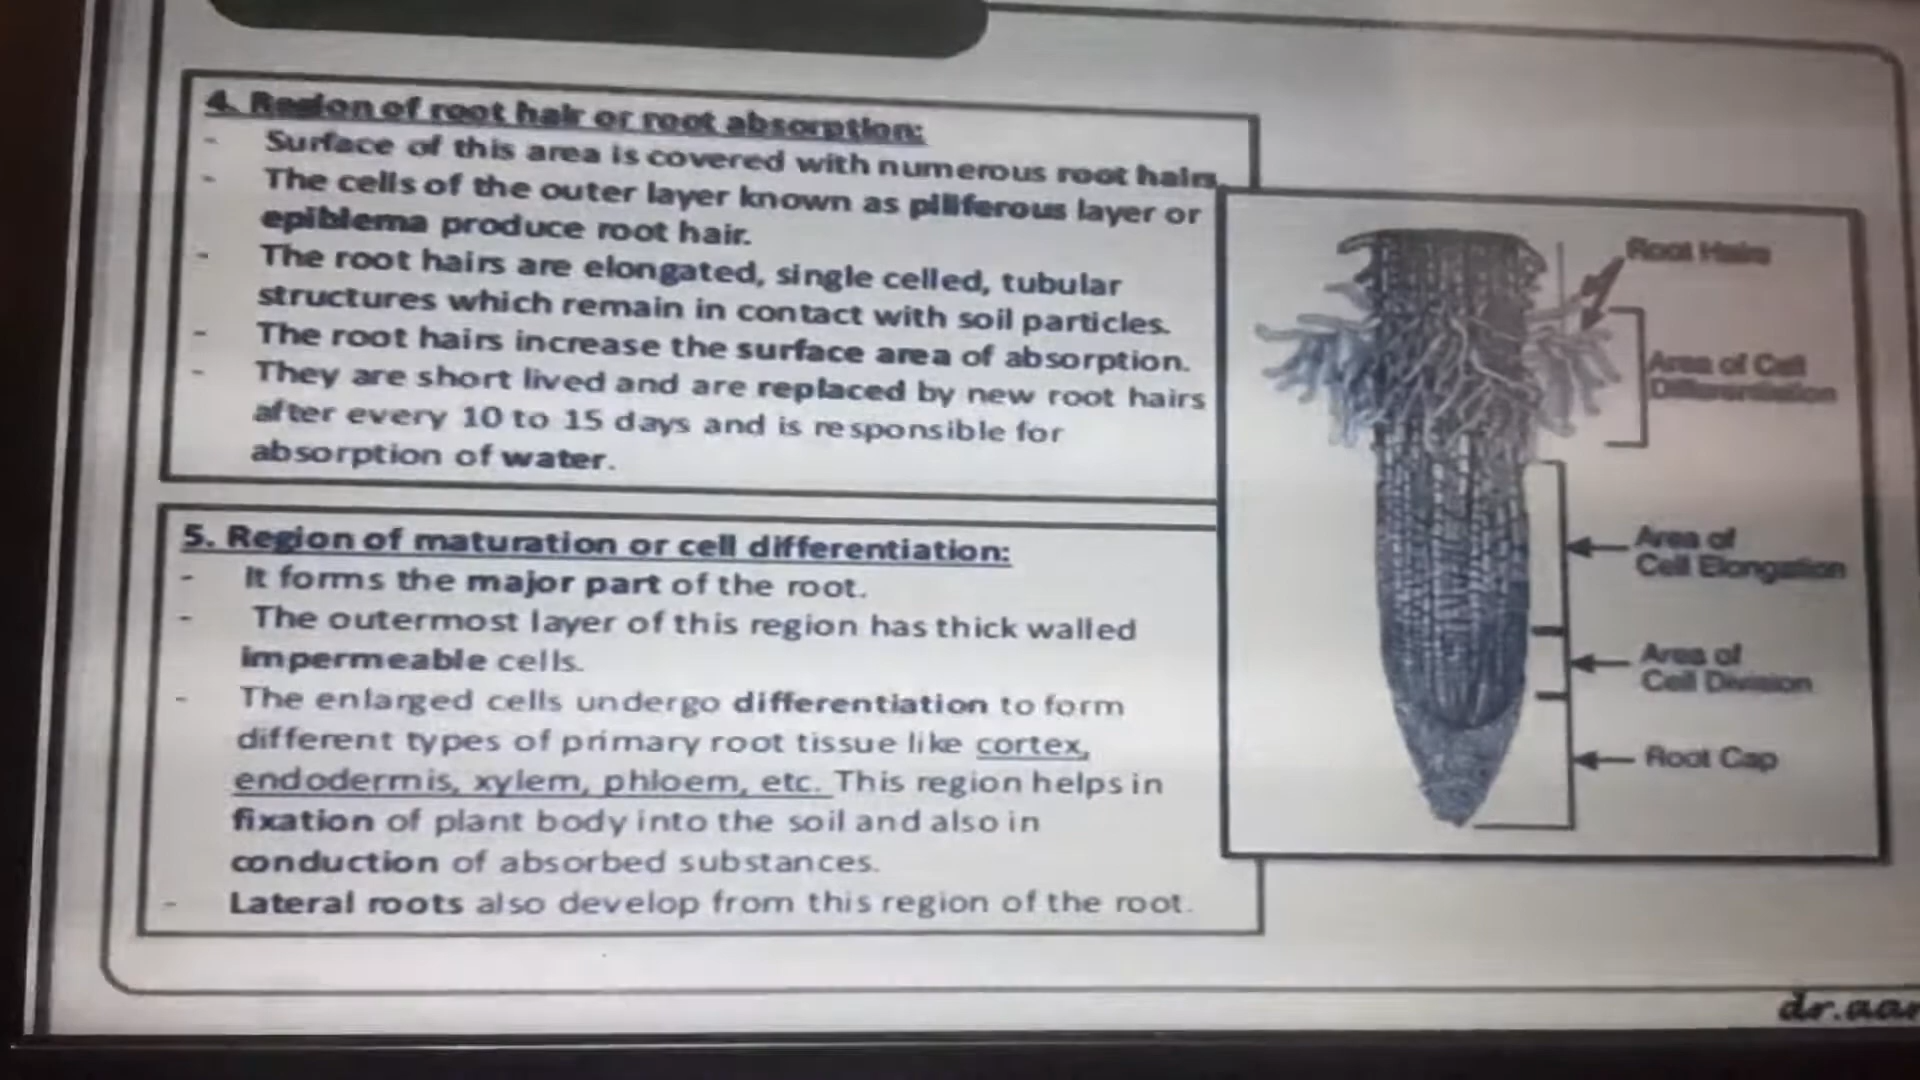 4. Region of root hair or root absorption:
- Surface of this area is covered with numerous root hairs.
- The cells of the outer layer known as piliferous layer or
epiblema produce root hair.
- The root hairs are elongated, single celled, tubular
structures which remain in contact with soil particles.
- The root hairs increase the surface area of absorption.
- They are short lived and are replaced by new root hairs
after every 10 to 15 days and is responsible for
absorption of water.
5. Region of maturation or cell differentiation:
- It forms the major part of the root.
- The outermost layer of this region has thick walled
impermeable cells.
- The enlarged cells undergo differentiation to form
different types of primary root tissue like cortex,
endodermis, xylem, phloem, etc. This region helps in
fixation of plant body into the soil and also in
conduction of absorbed substances.
- Lateral roots also develop from this region of the root.
Root Hairs
Area of Cell
Differentiation
Area of
Cell Elongation
Area of
Cell Division
Root Cap
dr.aar